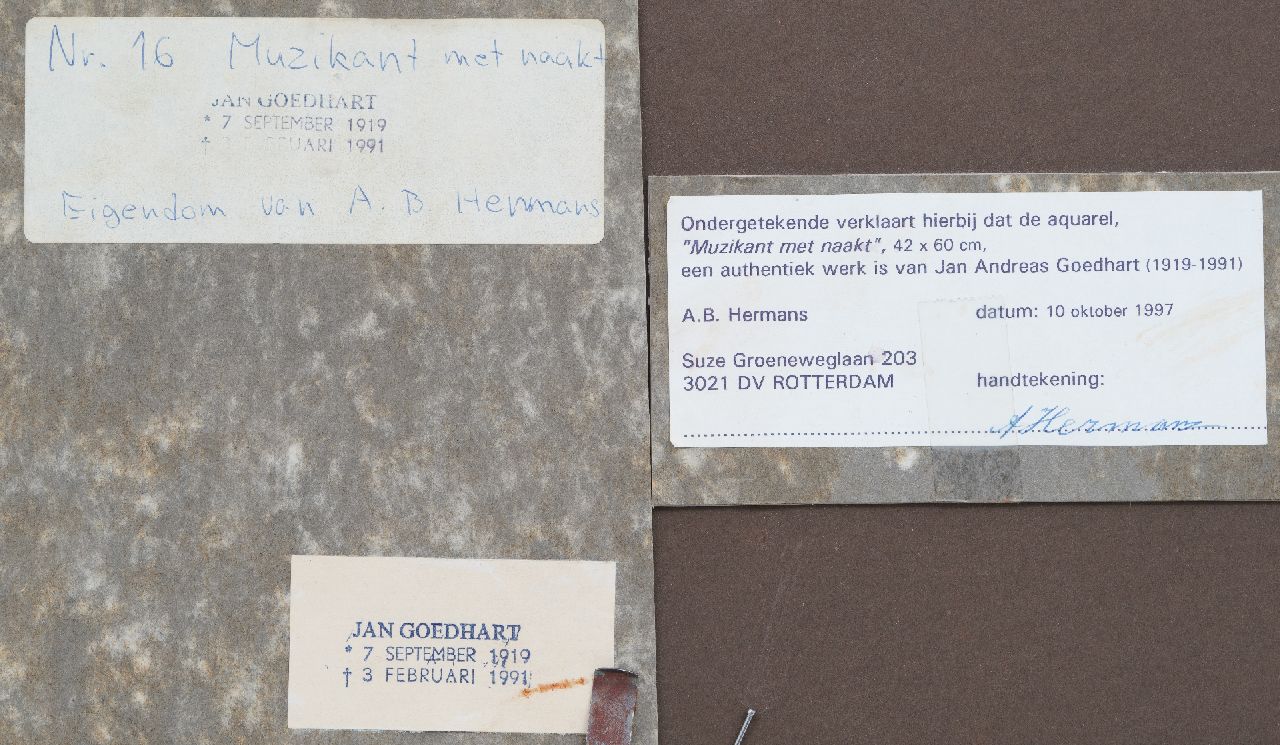 Nr. 16 Muzikant met naakt
JAN GOEDHART
* 7 SEPTEMBER 1919
† 3 FEBRUARI 1991
Eigendom van A. B. Hermans
Ondergetekende verklaart hierbij dat de aquarel,
"Muzikant met naakt", 42 x 60 cm,
een authentiek werk is van Jan Andreas Goedhart (1919-1991)
A.B. Hermans datum: 10 oktober 1997
Suze Groeneweglaan 203
3021 DV ROTTERDAM handtekening:
A Hermans
JAN GOEDHART
* 7 SEPTEMBER 1919
† 3 FEBRUARI 1991